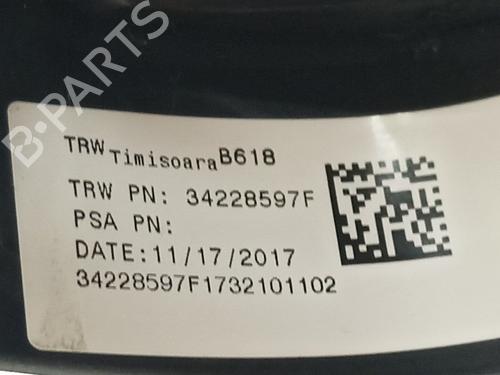 B-PARTS
TRW Timisoara B618
TRW PN: 34228597F
PSA PN:
DATE:11/17/2017
34228597F1732101102